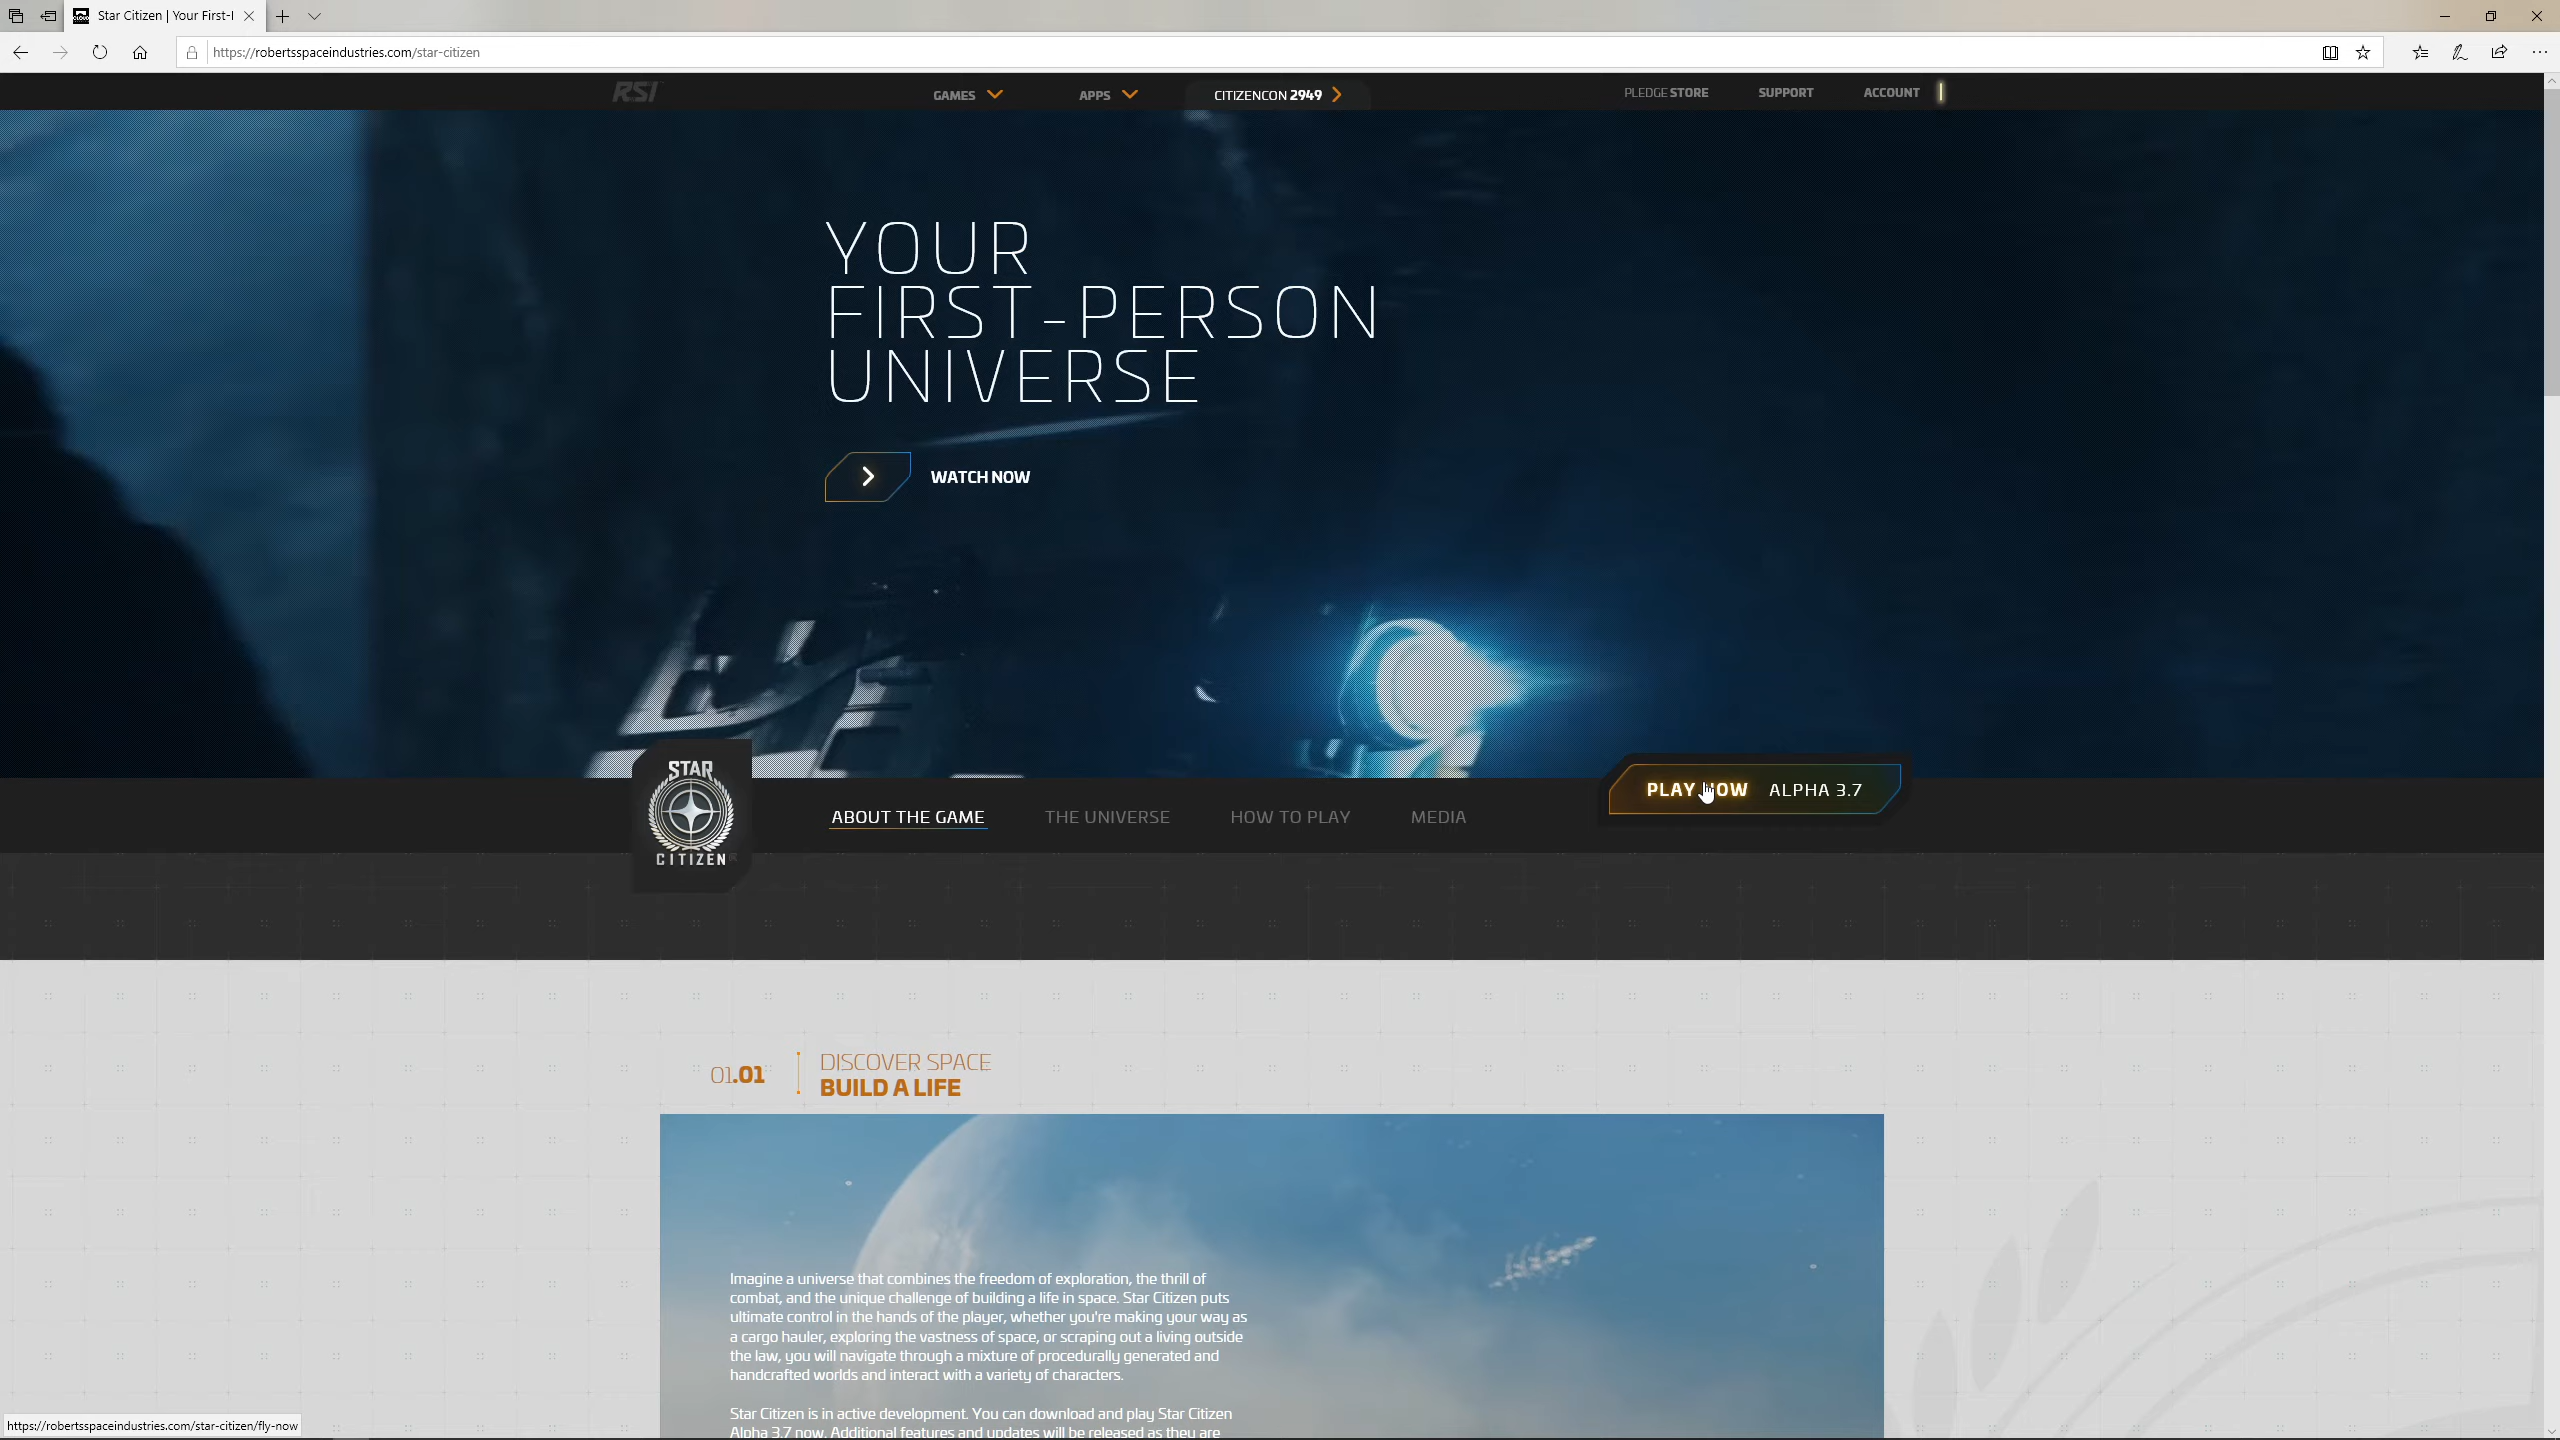 Star Citizen | Your First-I
https://robertsspaceindustries.com/star-citizen
RSI
GAMES
APPS
CITIZENCON 2949
PLEDGE STORE
SUPPORT
ACCOUNT
YOUR
FIRST-PERSON
UNIVERSE
WATCH NOW
STAR
CITIZEN
ABOUT THE GAME
THE UNIVERSE
HOW TO PLAY
MEDIA
PLAY NOW ALPHA 3.7
01.01
DISCOVER SPACE
BUILD A LIFE
Imagine a universe that combines the freedom of exploration, the thrill of
combat, and the unique challenge of building a life in space. Star Citizen puts
ultimate control in the hands of the player, whether you're making your way as
a cargo hauler, exploring the vastness of space, or scraping out a living outside
the law, you will navigate through a mixture of procedurally generated and
handcrafted worlds and interact with a variety of characters.
Star Citizen is in active development. You can download and play Star Citizen
Alpha 3.7 now. Additional features and updates will be released as they are
https://robertsspaceindustries.com/star-citizen/fly-now